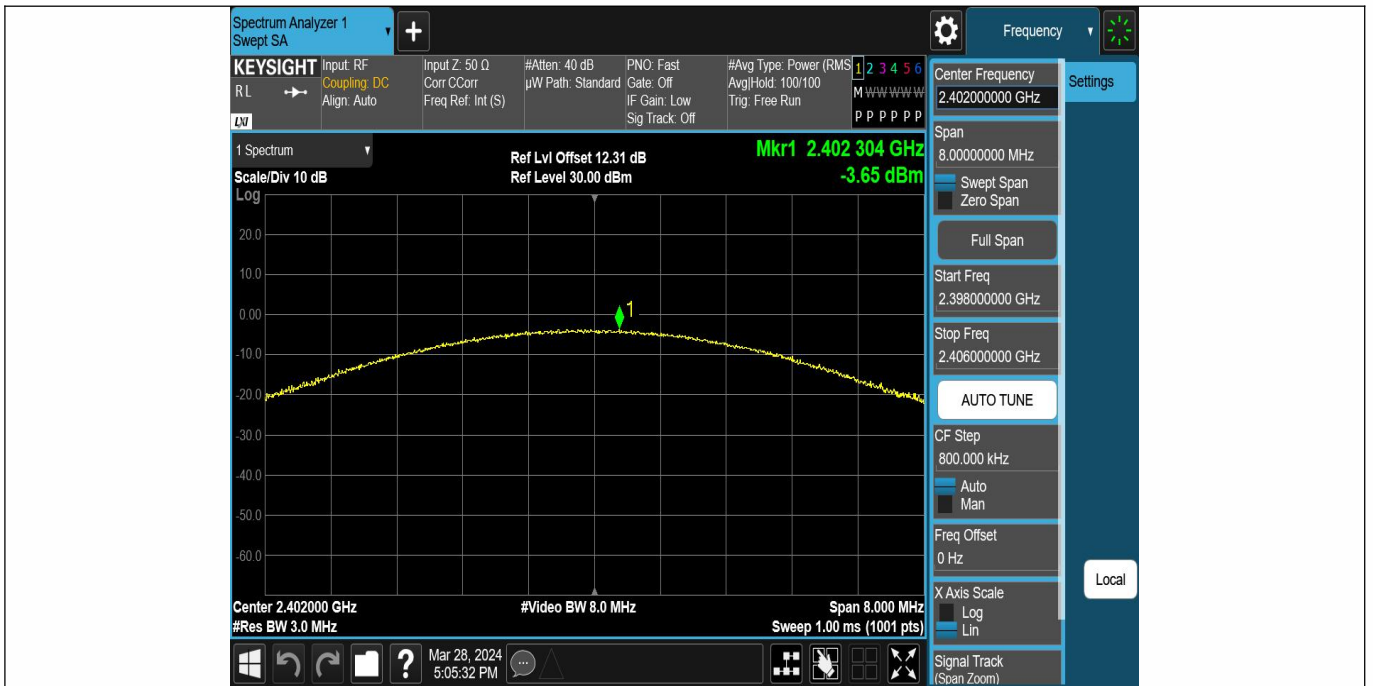 Spectrum Analyzer 1
Swept SA
+
Frequency
KEYSIGHT
RL
LXI
Input: RF
Coupling: DC
Align: Auto
Input Z: 50 Ω
Corr CCorr
Freq Ref: Int (S)
#Atten: 40 dB
µW Path: Standard
PNO: Fast
Gate: Off
IF Gain: Low
Sig Track: Off
#Avg Type: Power (RMS
Avg|Hold: 100/100
Trig: Free Run
1 2 3 4 5 6
M W W W W W
P P P P P P
1 Spectrum
Scale/Div 10 dB
Log
Ref Lvl Offset 12.31 dB
Ref Level 30.00 dBm
Mkr1 2.402 304 GHz
-3.65 dBm
20.0
10.0
0.00
-10.0
-20.0
-30.0
-40.0
-50.0
-60.0
1
Center 2.402000 GHz
#Res BW 3.0 MHz
#Video BW 8.0 MHz
Span 8.000 MHz
Sweep 1.00 ms (1001 pts)
?
Mar 28, 2024
5:05:32 PM
Center Frequency
2.402000000 GHz
Settings
Span
8.00000000 MHz
Swept Span
Zero Span
Full Span
Start Freq
2.398000000 GHz
Stop Freq
2.406000000 GHz
AUTO TUNE
CF Step
800.000 kHz
Auto
Man
Freq Offset
0 Hz
Local
X Axis Scale
Log
Lin
Signal Track
(Span Zoom)